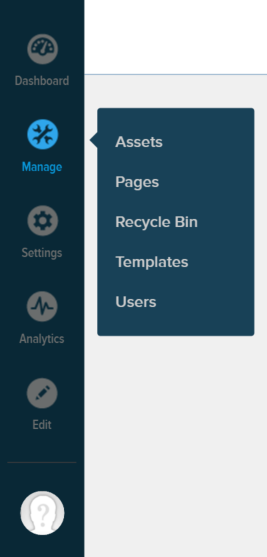 Dashboard
Manage
Assets
Pages
Recycle Bin
Templates
Users
Settings
Analytics
Edit
?